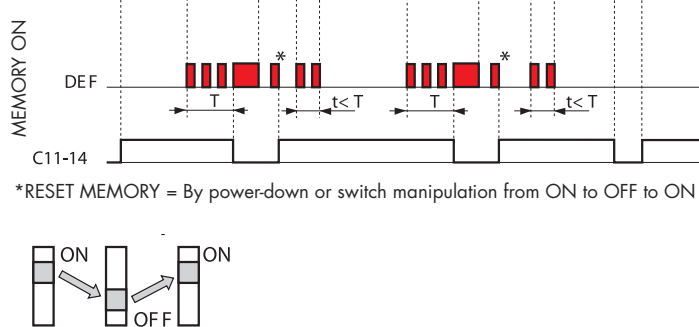 MEMORY ON
* *
DEF
T t< T T t< T
C11-14
*RESET MEMORY = By power-down or switch manipulation from ON to OFF to ON
ON ON
OFF